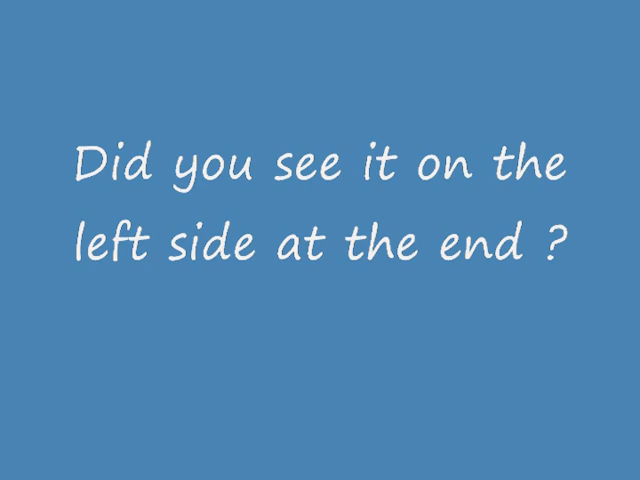 Did you see it on the
left side at the end ?